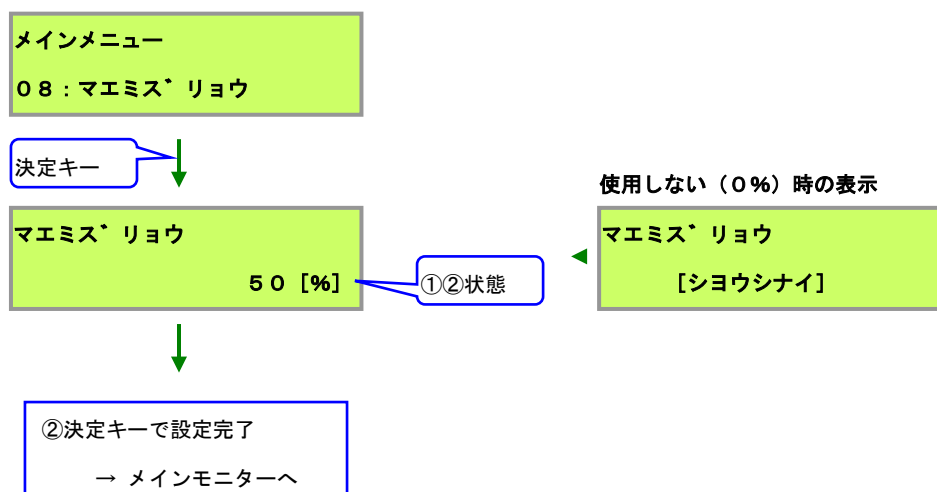 メインメニュー
０８：マエミズ゛リョウ
決定キー
使用しない（０%）時の表示
マエミズ゛リョウ
５０［%］
①②状態
マエミズ゛リョウ
［シヨウシナイ］
②決定キーで設定完了
→ メインモニターへ